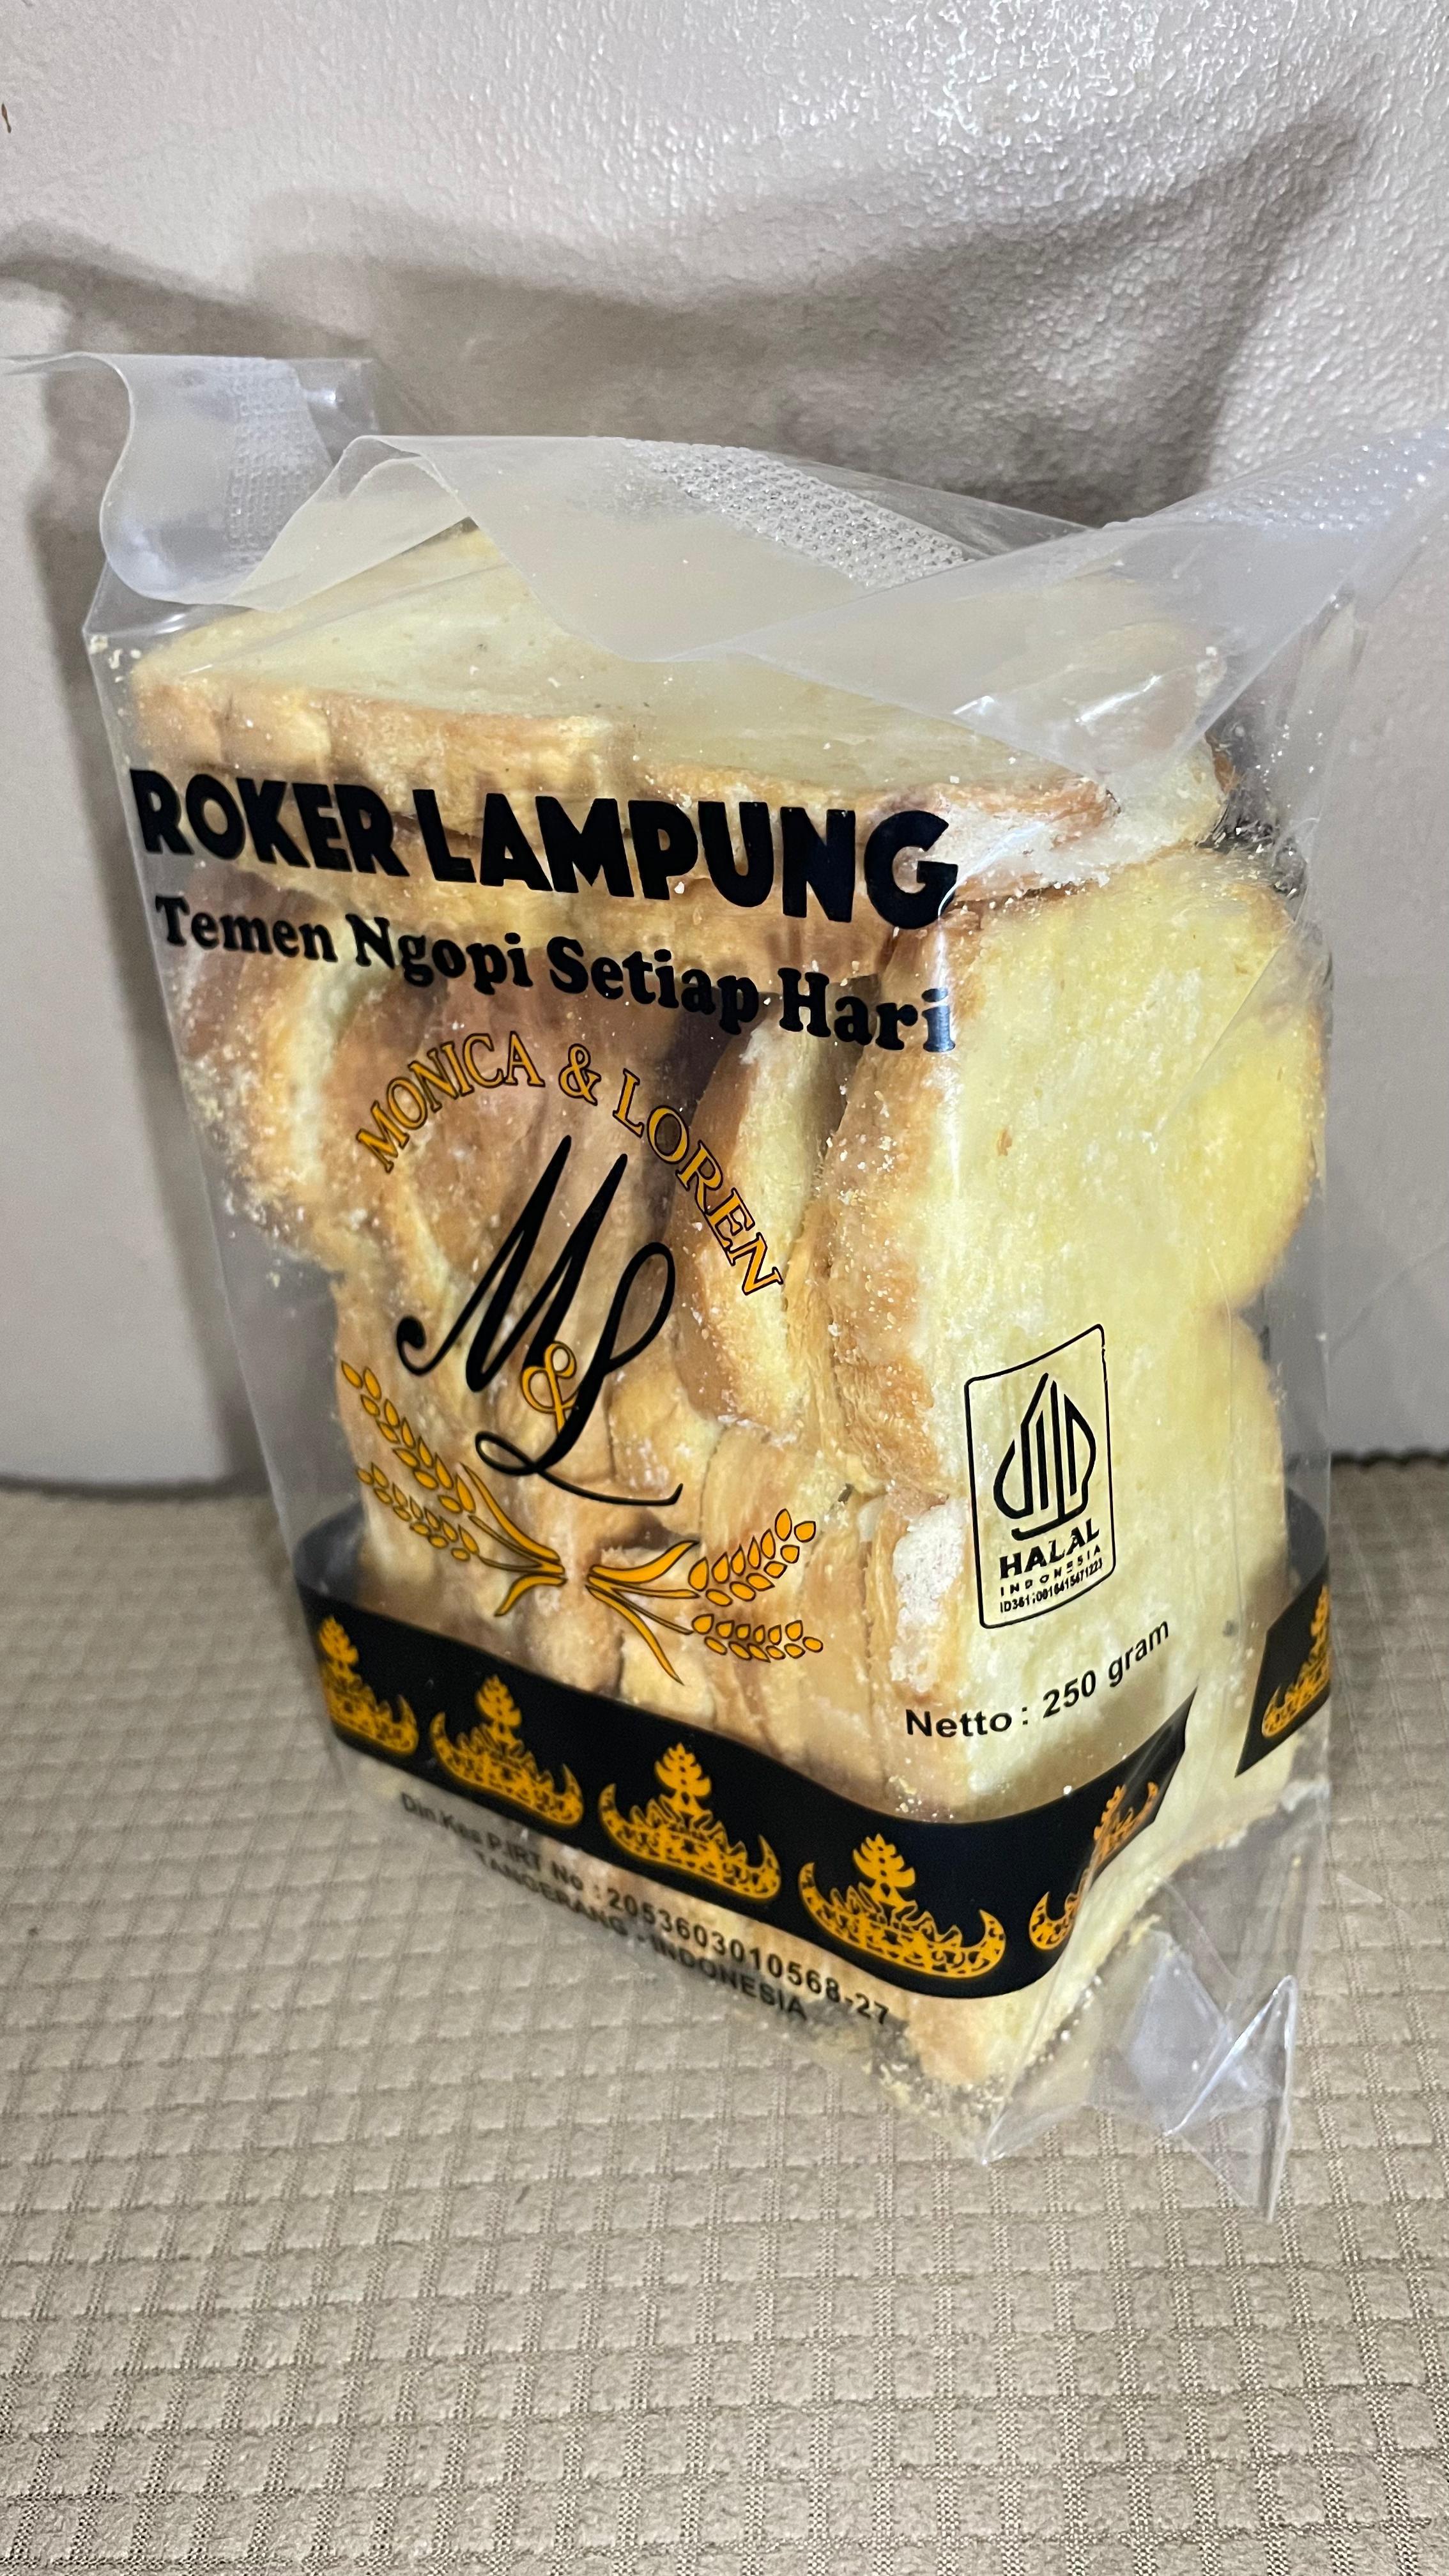 ROKER LAMPUNG
Temen Ngopi Setiap Hari
MONICA & LOREN
M&L
HALAL
INDONESIA
Netto : 250 gram
Din Kes P.IRT No : 2053603010568-27
TANGERANG - INDONESIA